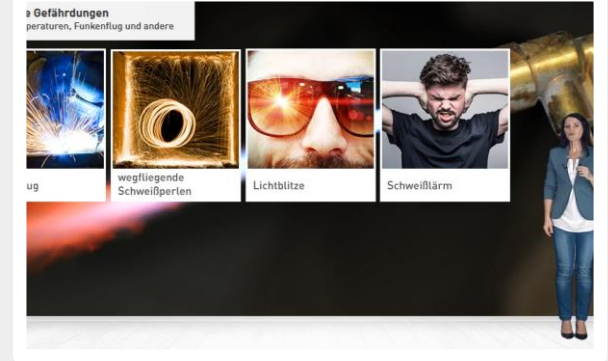 e Gefährdungen
peraturen, Funkenflug und andere
ug
wegfliegende
Schweißperlen
Lichtblitze
Schweißlärm